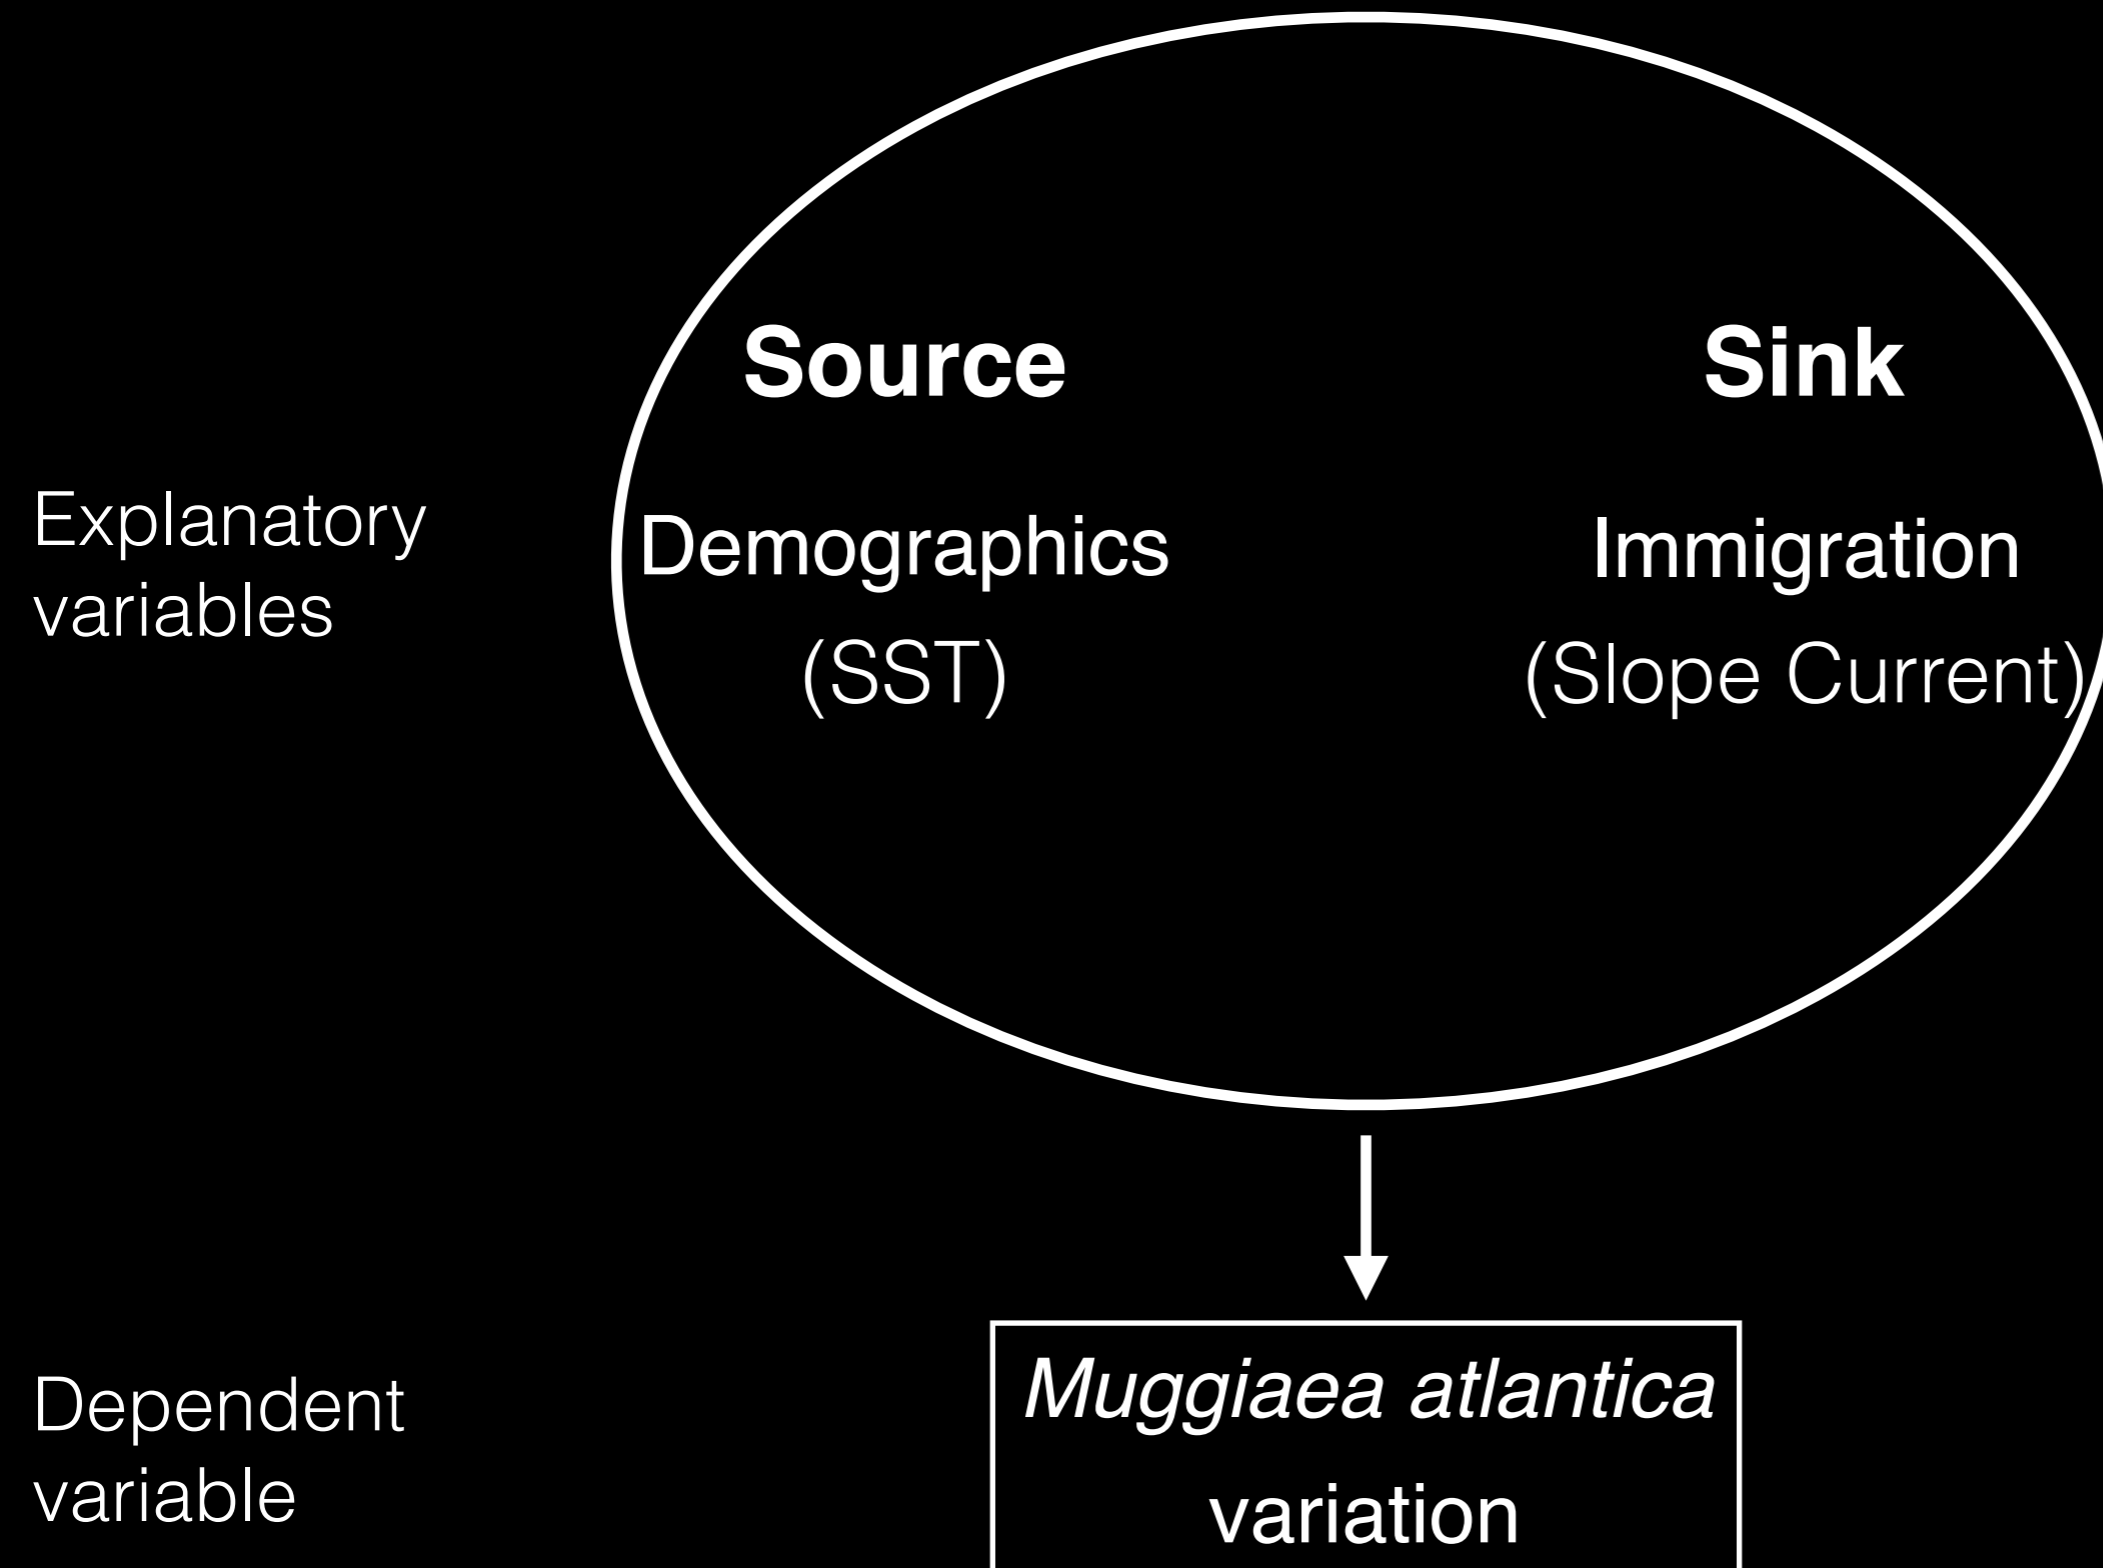 Source
Sink
Explanatory
variables
Demographics
(SST)
Immigration
(Slope Current)
Dependent
variable
Muggiaea atlantica
variation